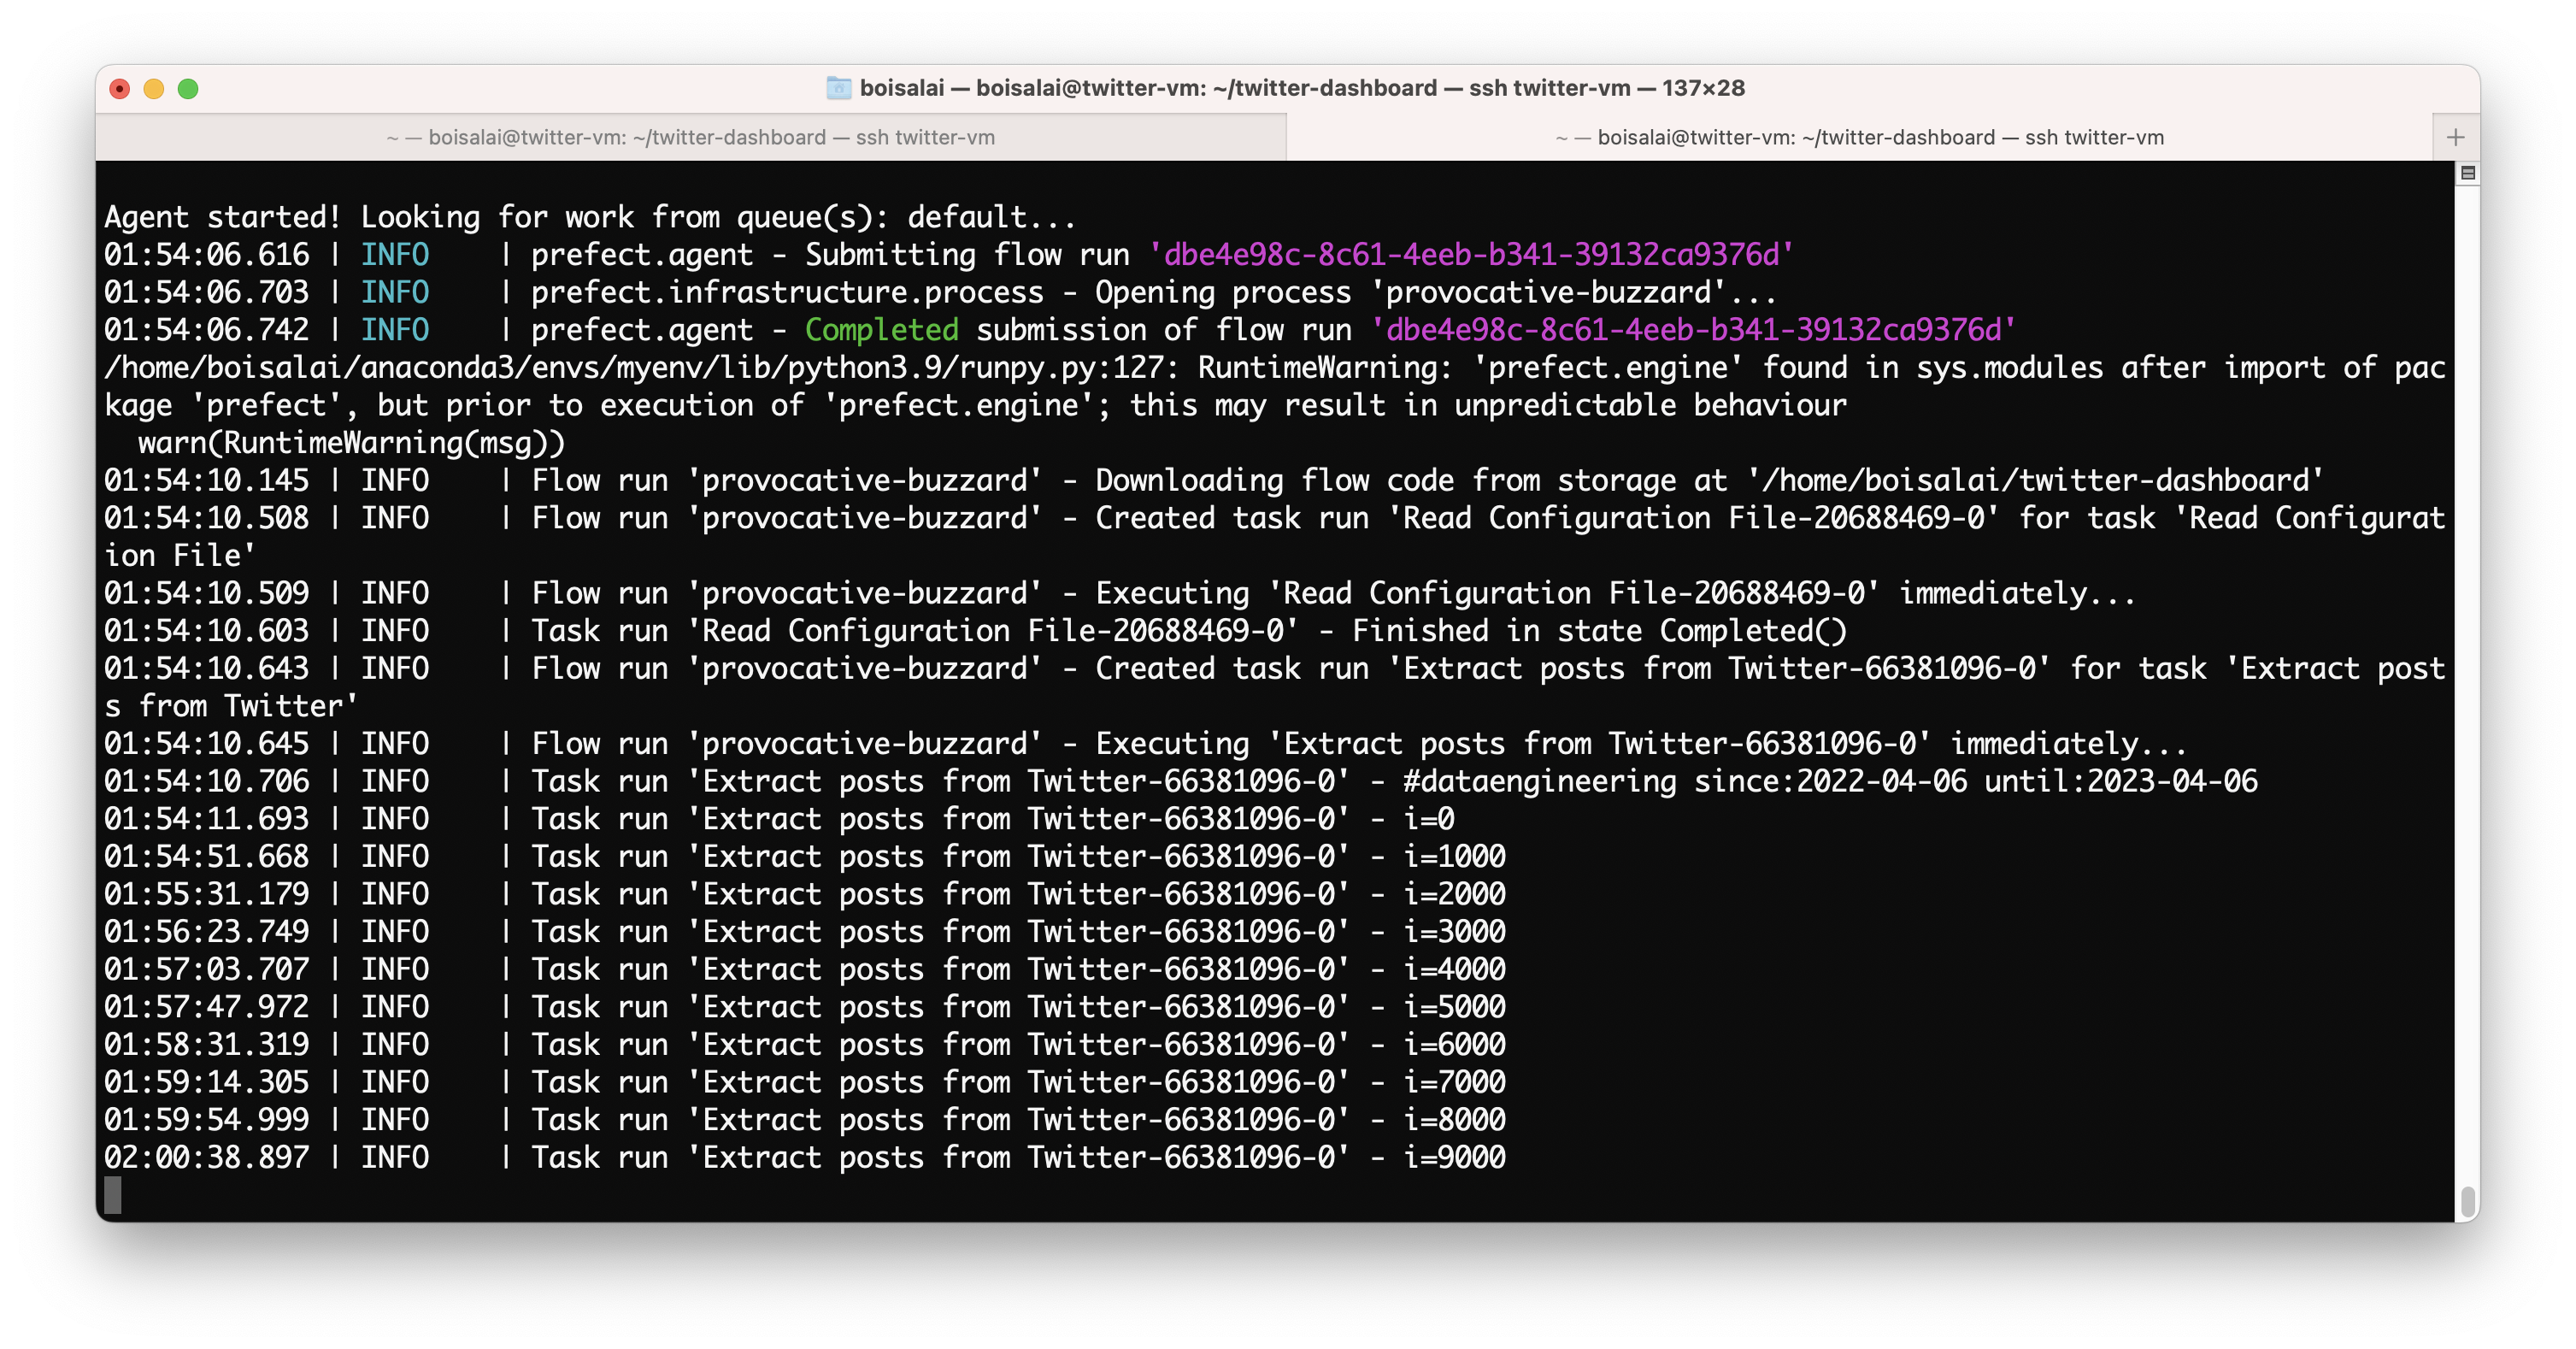 boisalai — boisalai@twitter-vm: ~/twitter-dashboard — ssh twitter-vm — 137×28
~ — boisalai@twitter-vm: ~/twitter-dashboard — ssh twitter-vm
~ — boisalai@twitter-vm: ~/twitter-dashboard — ssh twitter-vm
Agent started! Looking for work from queue(s): default...
01:54:06.616 | INFO    | prefect.agent - Submitting flow run 'dbe4e98c-8c61-4eeb-b341-39132ca9376d'
01:54:06.703 | INFO    | prefect.infrastructure.process - Opening process 'provocative-buzzard'...
01:54:06.742 | INFO    | prefect.agent - Completed submission of flow run 'dbe4e98c-8c61-4eeb-b341-39132ca9376d'
/home/boisalai/anaconda3/envs/myenv/lib/python3.9/runpy.py:127: RuntimeWarning: 'prefect.engine' found in sys.modules after import of pac
kage 'prefect', but prior to execution of 'prefect.engine'; this may result in unpredictable behaviour
  warn(RuntimeWarning(msg))
01:54:10.145 | INFO    | Flow run 'provocative-buzzard' - Downloading flow code from storage at '/home/boisalai/twitter-dashboard'
01:54:10.508 | INFO    | Flow run 'provocative-buzzard' - Created task run 'Read Configuration File-20688469-0' for task 'Read Configurat
ion File'
01:54:10.509 | INFO    | Flow run 'provocative-buzzard' - Executing 'Read Configuration File-20688469-0' immediately...
01:54:10.603 | INFO    | Task run 'Read Configuration File-20688469-0' - Finished in state Completed()
01:54:10.643 | INFO    | Flow run 'provocative-buzzard' - Created task run 'Extract posts from Twitter-66381096-0' for task 'Extract post
s from Twitter'
01:54:10.645 | INFO    | Flow run 'provocative-buzzard' - Executing 'Extract posts from Twitter-66381096-0' immediately...
01:54:10.706 | INFO    | Task run 'Extract posts from Twitter-66381096-0' - #dataengineering since:2022-04-06 until:2023-04-06
01:54:11.693 | INFO    | Task run 'Extract posts from Twitter-66381096-0' - i=0
01:54:51.668 | INFO    | Task run 'Extract posts from Twitter-66381096-0' - i=1000
01:55:31.179 | INFO    | Task run 'Extract posts from Twitter-66381096-0' - i=2000
01:56:23.749 | INFO    | Task run 'Extract posts from Twitter-66381096-0' - i=3000
01:57:03.707 | INFO    | Task run 'Extract posts from Twitter-66381096-0' - i=4000
01:57:47.972 | INFO    | Task run 'Extract posts from Twitter-66381096-0' - i=5000
01:58:31.319 | INFO    | Task run 'Extract posts from Twitter-66381096-0' - i=6000
01:59:14.305 | INFO    | Task run 'Extract posts from Twitter-66381096-0' - i=7000
01:59:54.999 | INFO    | Task run 'Extract posts from Twitter-66381096-0' - i=8000
02:00:38.897 | INFO    | Task run 'Extract posts from Twitter-66381096-0' - i=9000